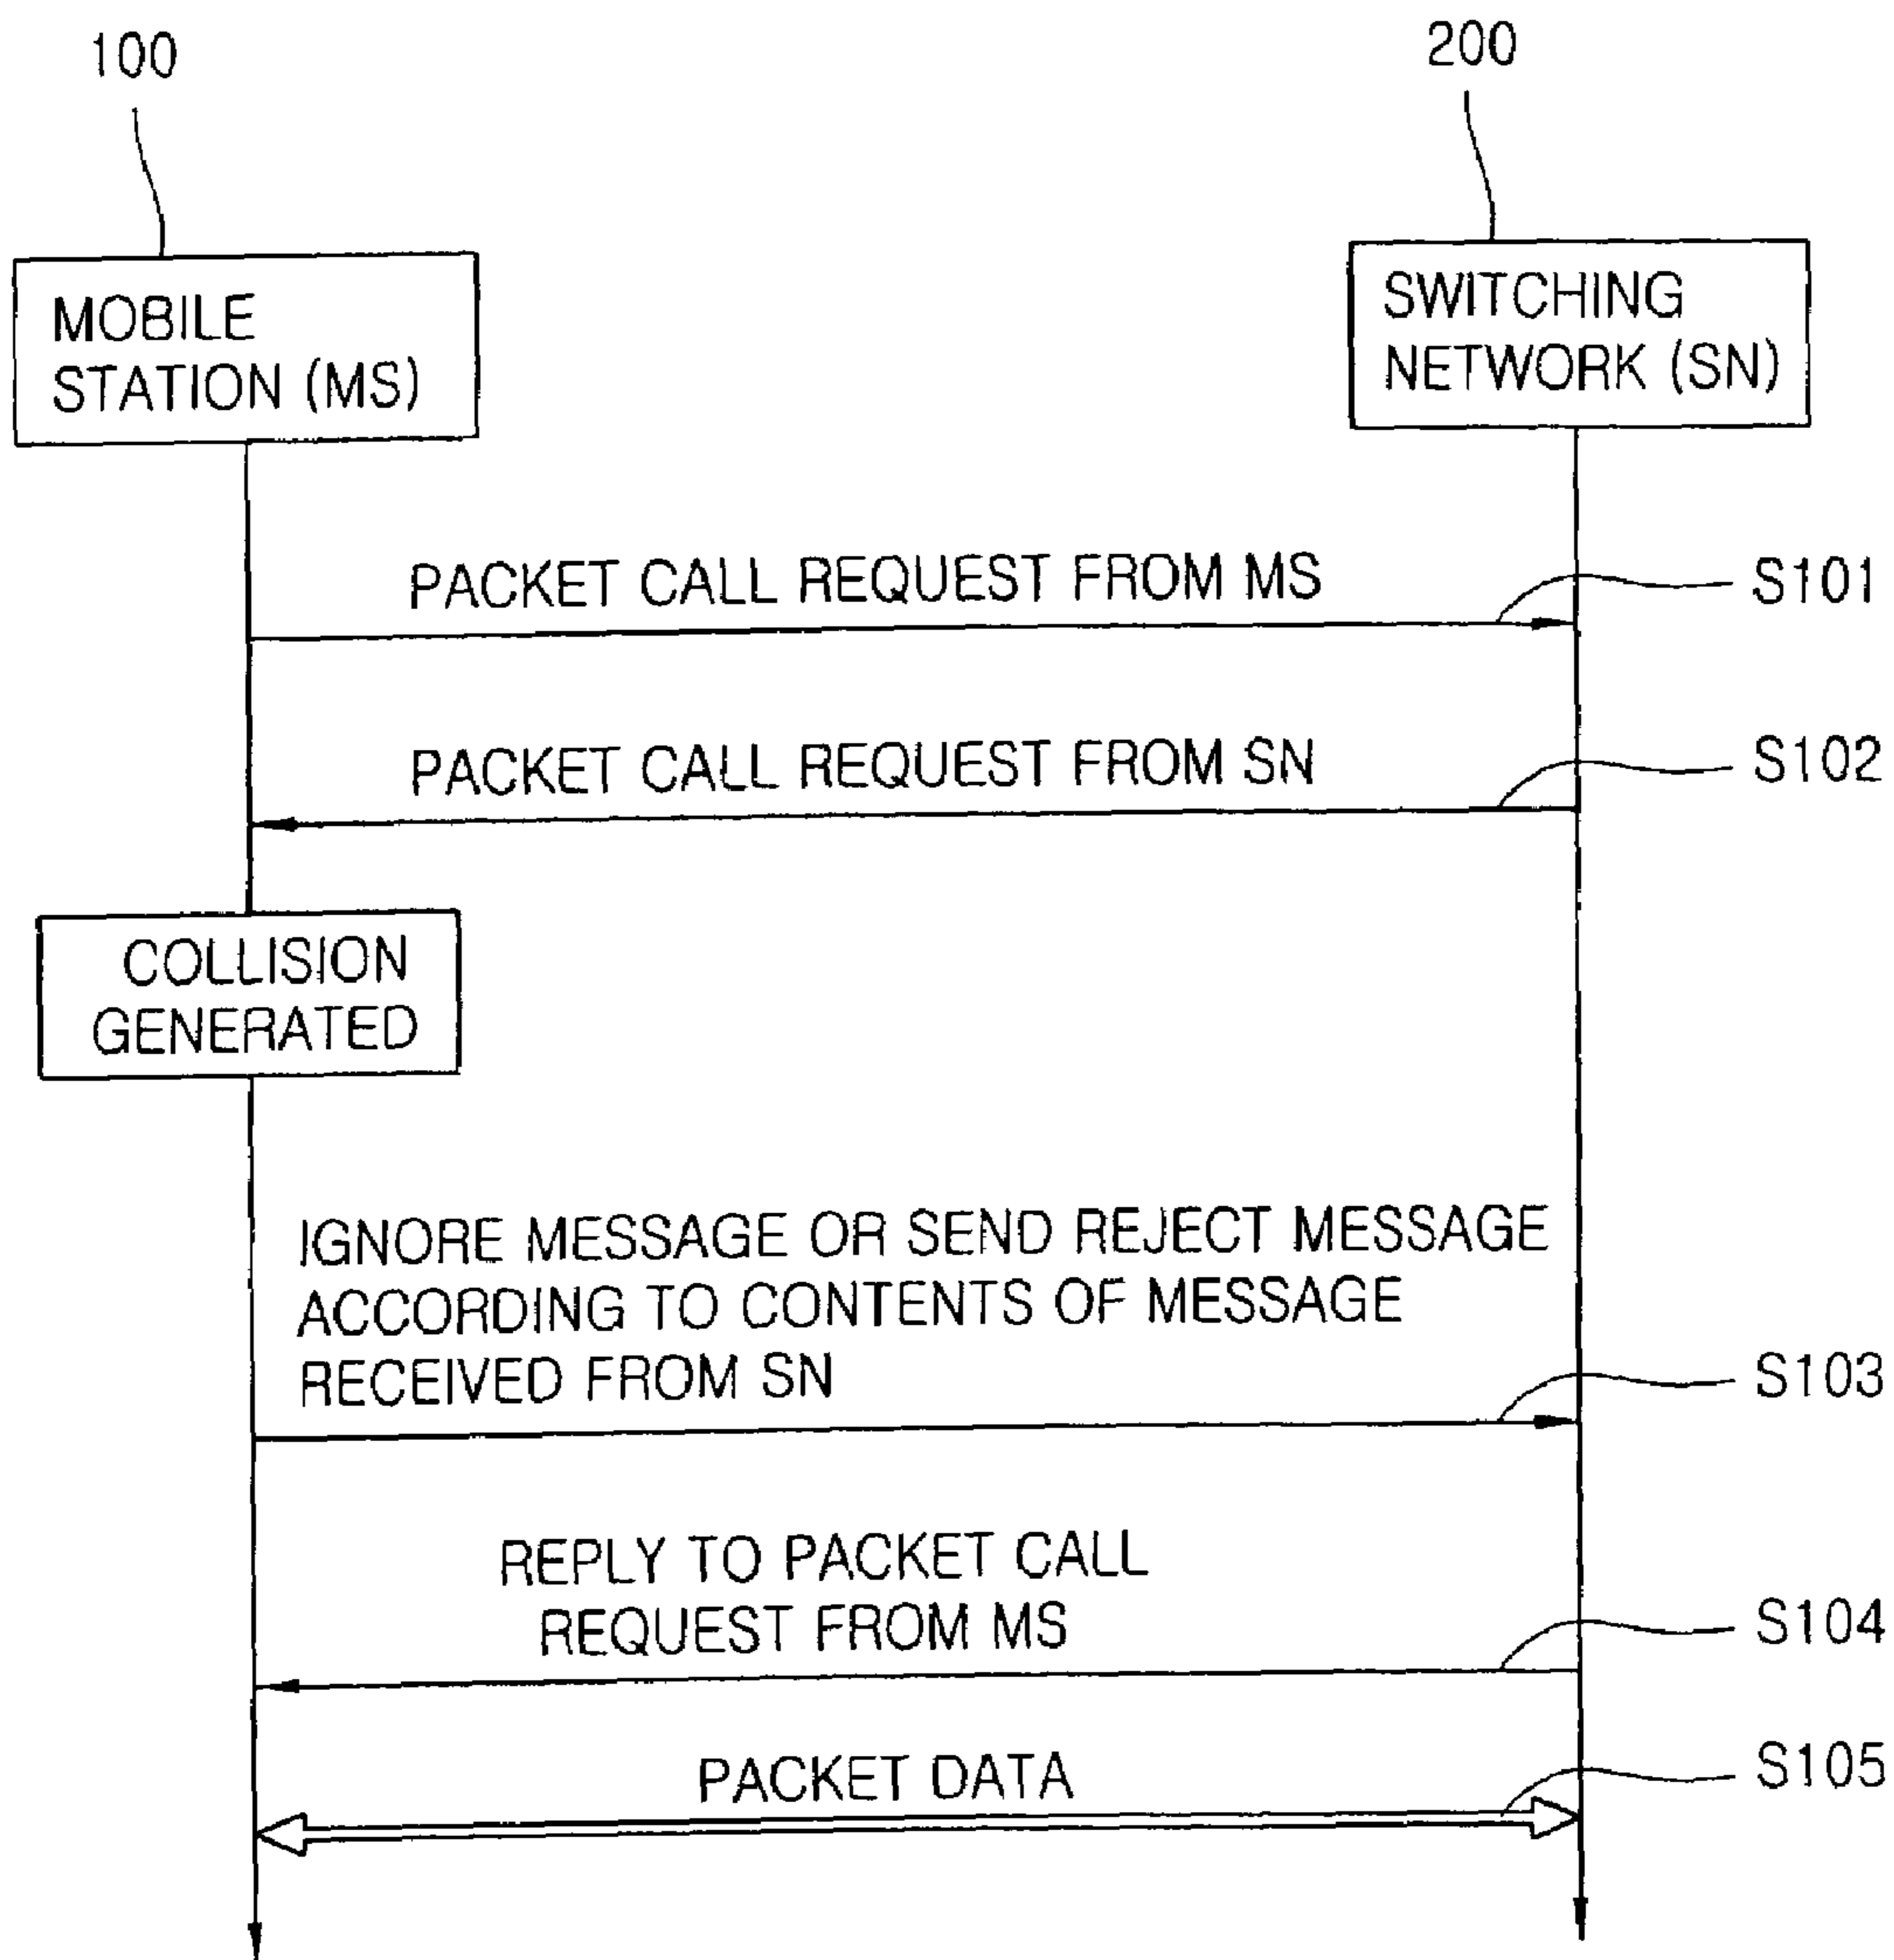 100
200
MOBILE
STATION (MS)
SWITCHING
NETWORK (SN)
PACKET CALL REQUEST FROM MS
S101
PACKET CALL REQUEST FROM SN
S102
COLLISION
GENERATED
IGNORE MESSAGE OR SEND REJECT MESSAGE
ACCORDING TO CONTENTS OF MESSAGE
RECEIVED FROM SN
S103
REPLY TO PACKET CALL
REQUEST FROM MS
S104
PACKET DATA
S105